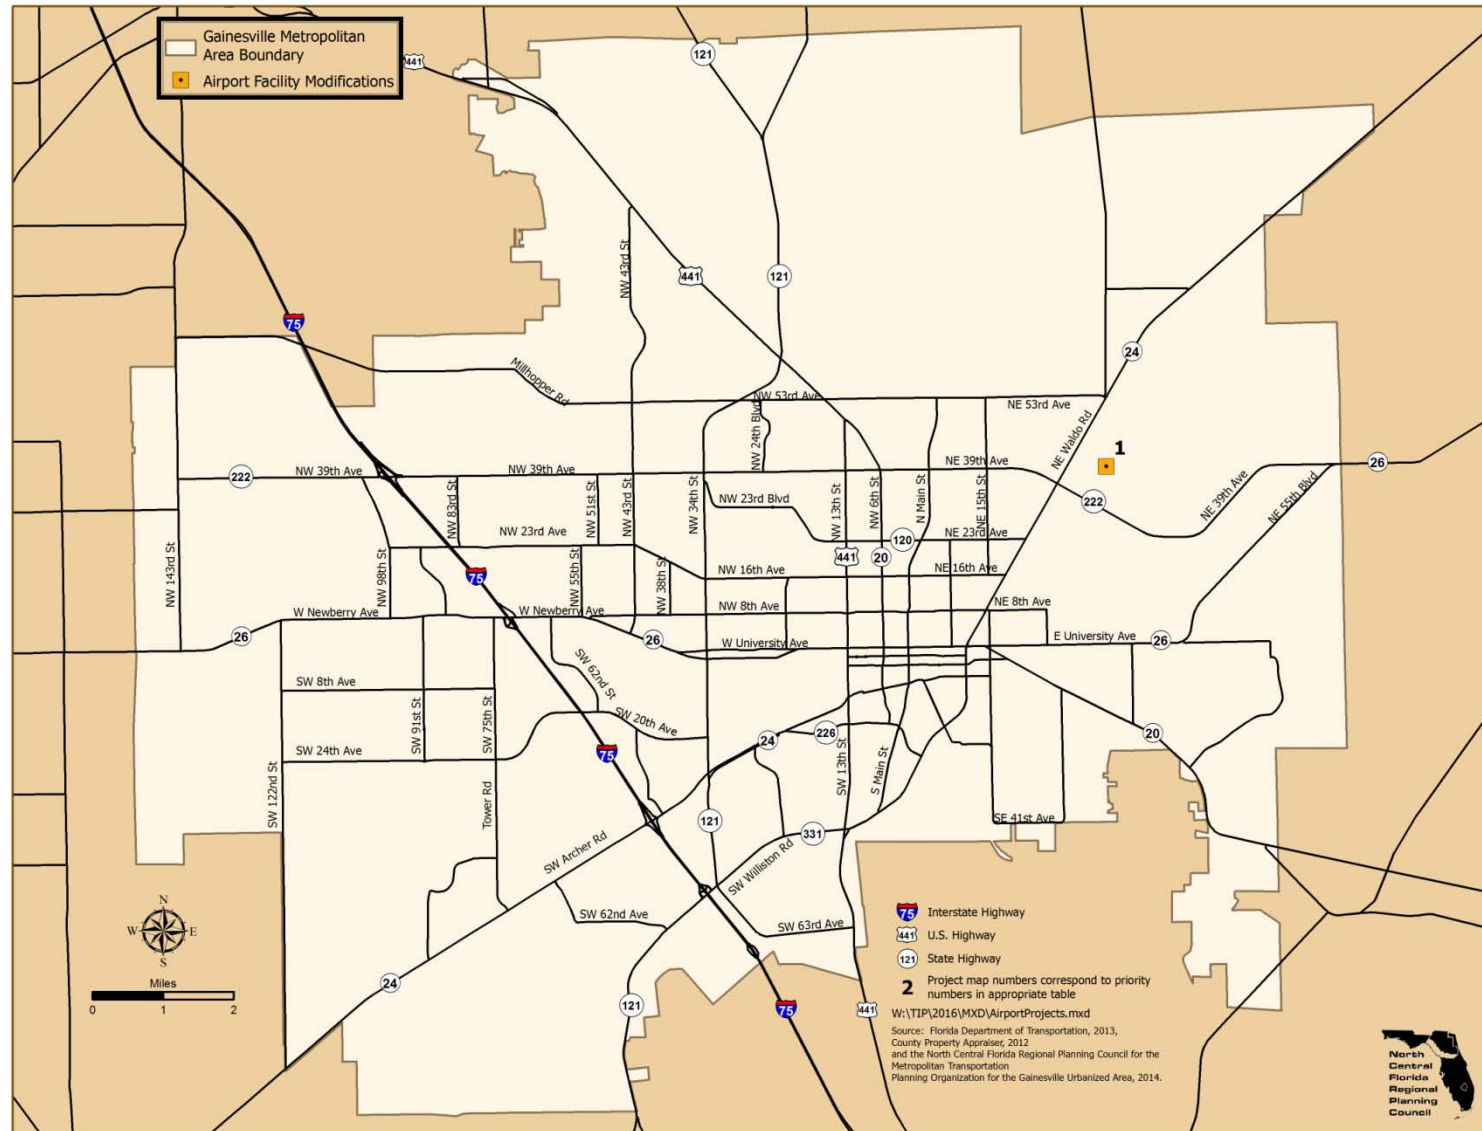 Gainesville Metropolitan
Area Boundary
Airport Facility Modifications
441
121
75
NW 43rd St
441
121
24
Millhopper Rd
NW 53rd Ave
NE 53rd Ave
NW 24th Blvd
NE Waldo Rd
1
222
NW 39th Ave
NW 39th Ave
NE 39th Ave
26
NW 83rd St
NW 51st St
NW 43rd St
NW 34th St
NW 23rd Blvd
NW 13th St
NW 6th St
N Main St
NE 15th St
222
NE 39th Ave
NE 55th Blvd
NW 23rd Ave
120
NE 23rd Ave
NW 143rd St
NW 98th St
75
NW 55th St
NW 38th St
441
20
NW 16th Ave
NE 16th Ave
W Newberry Ave
W Newberry Ave
NW 8th Ave
NE 8th Ave
26
26
W University Ave
E University Ave
26
SW 62nd St
SW 8th Ave
SW 91st St
SW 75th St
SW 20th Ave
SW 24th Ave
75
24
226
20
SW 122nd St
Tower Rd
SW 13th St
S Main St
121
331
SE 41st Ave
SW Archer Rd
SW Williston Rd
SW 62nd Ave
SW 63rd Ave
24
121
75
441
N
W
E
S
Miles
0
1
2
75
Interstate Highway
441
U.S. Highway
121
State Highway
2
Project map numbers correspond to priority
numbers in appropriate table
W:\TIP\2016\MXD\AirportProjects.mxd
Source: Florida Department of Transportation, 2013,
County Property Appraiser, 2012
and the North Central Florida Regional Planning Council for the
Metropolitan Transportation
Planning Organization for the Gainesville Urbanized Area, 2014.
North
Central
Florida
Regional
Planning
Council